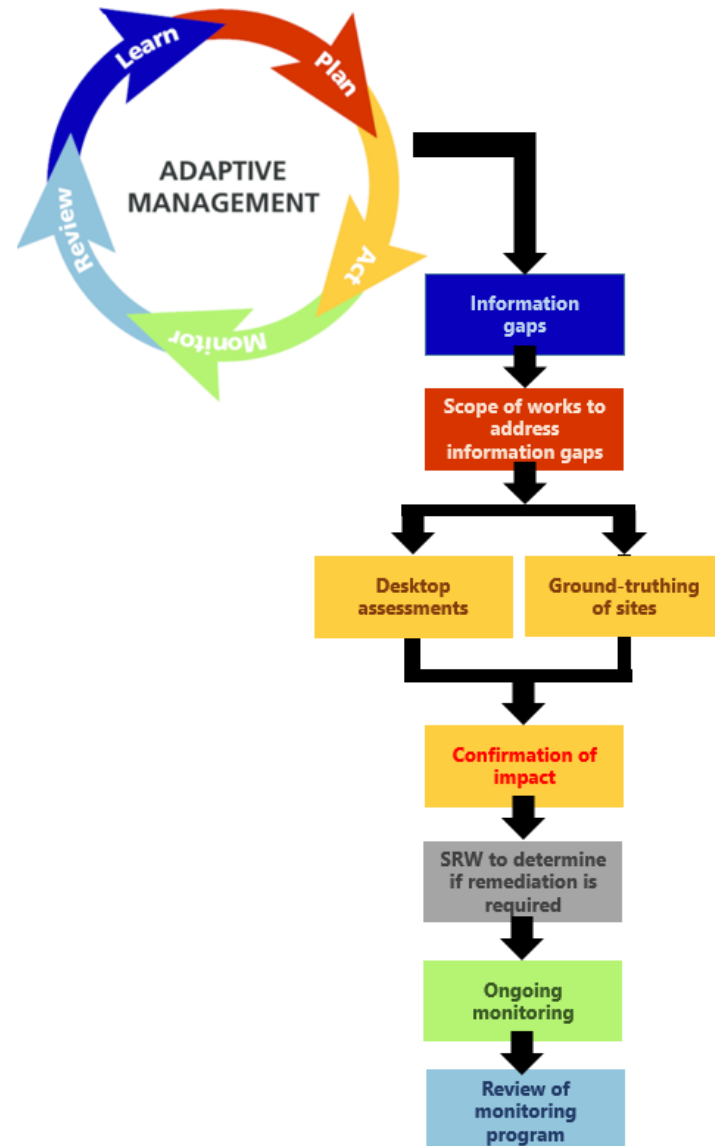 Learn
Plan
ADAPTIVE
MANAGEMENT
Review
Act
Monitor
Information
gaps
Scope of works to
address
information gaps
Desktop
assessments
Ground-truthing
of sites
Confirmation of
impact
SRW to determine
if remediation is
required
Ongoing
monitoring
Review of
monitoring
program